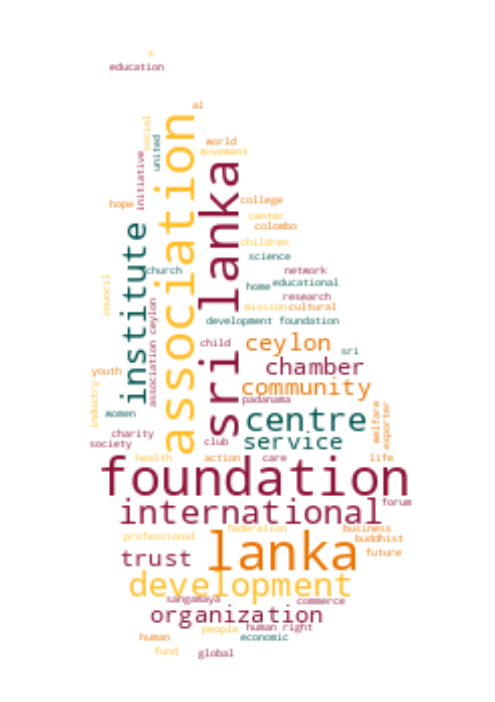 s
education
al
social
united
association
world
movement
initiative
sri lanka
college
hope
center
colombo
institute
children
science
church
network
council
home
educational
research
mission
cultural
association ceylon
development foundation
child
ceylon
sri
chamber
youth
community
industry
padanama
women
centre
welfare
exporter
charity
society
club
service
health
action
care
life
foundation
international
forum
federation
business
professional
buddhist
trust
lanka
future
development
sangamaya
commerce
organization
people
human right
human
economic
fund
global